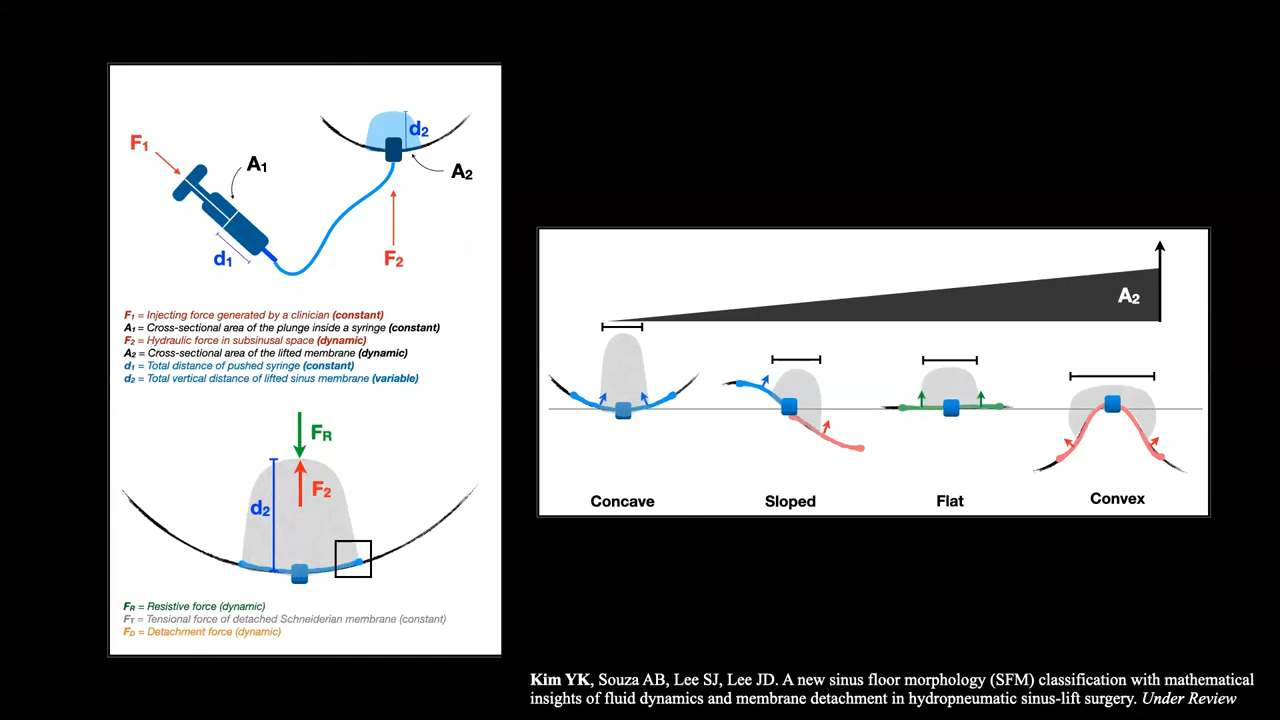 F₁
A₁
d₁
d₂
A₂
F₂
F₁ = Injecting force generated by a clinician (constant)
A₁ = Cross-sectional area of the plunge inside a syringe (constant)
F₂ = Hydraulic force in subsinusal space (dynamic)
A₂ = Cross-sectional area of the lifted membrane (dynamic)
d₁ = Total distance of pushed syringe (constant)
d₂ = Total vertical distance of lifted sinus membrane (variable)
FR
F₂
d₂
FR = Resistive force (dynamic)
FT = Tensional force of detached Schneiderian membrane (constant)
FD = Detachment force (dynamic)
A₂
Concave
Sloped
Flat
Convex
Kim YK, Souza AB, Lee SJ, Lee JD. A new sinus floor morphology (SFM) classification with mathematical
insights of fluid dynamics and membrane detachment in hydropneumatic sinus-lift surgery. Under Review